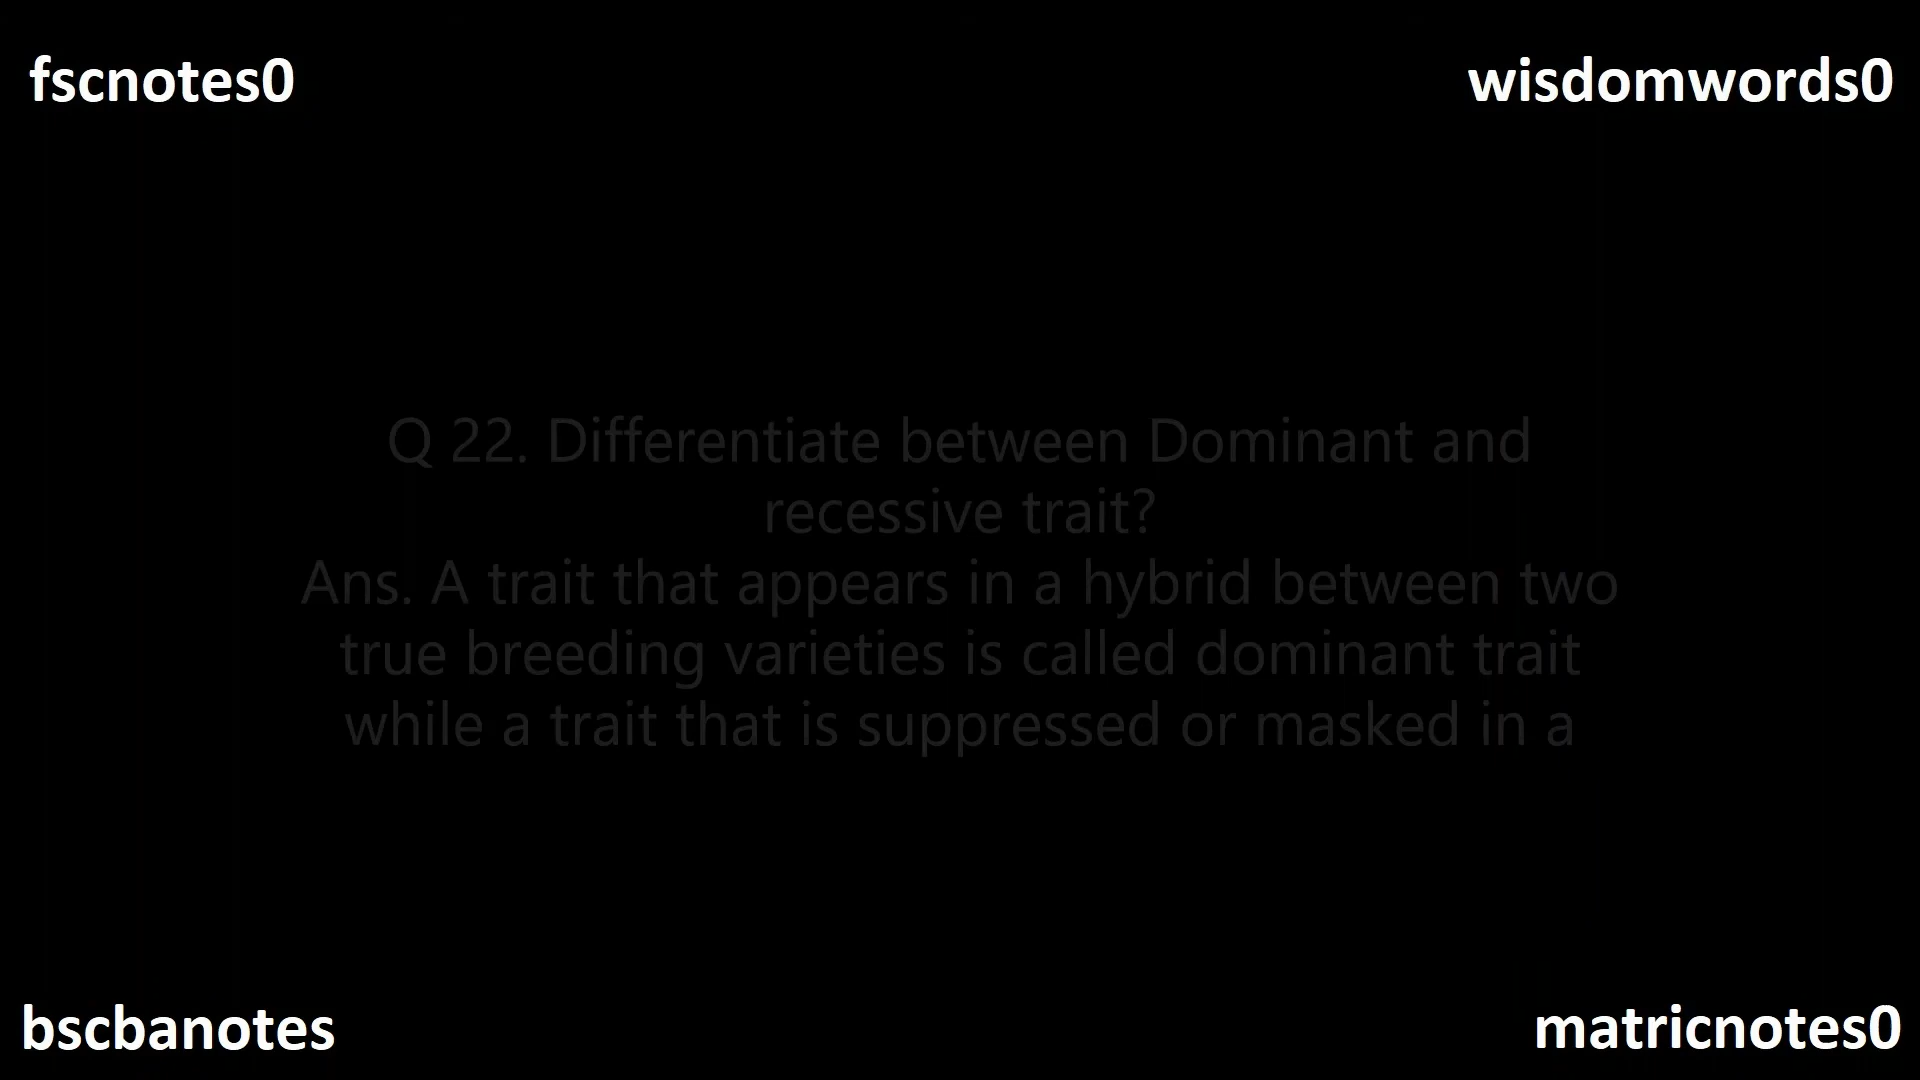 fscnotes0
wisdomwords0
Q 22. Differentiate between Dominant and
recessive trait?
Ans. A trait that appears in a hybrid between two
true breeding varieties is called dominant trait
while a trait that is suppressed or masked in a
bscbanotes
matricnotes0